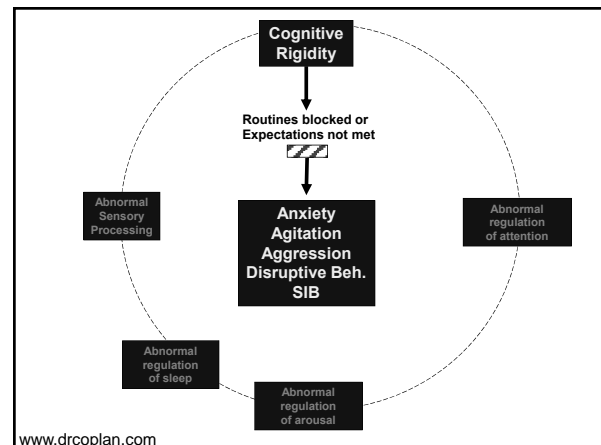 Cognitive
Rigidity
Routines blocked or
Expectations not met
Abnormal
Sensory
Processing
Anxiety
Agitation
Aggression
Disruptive Beh.
SIB
Abnormal
regulation
of attention
Abnormal
regulation
of sleep
Abnormal
regulation
of arousal
www.drcoplan.com